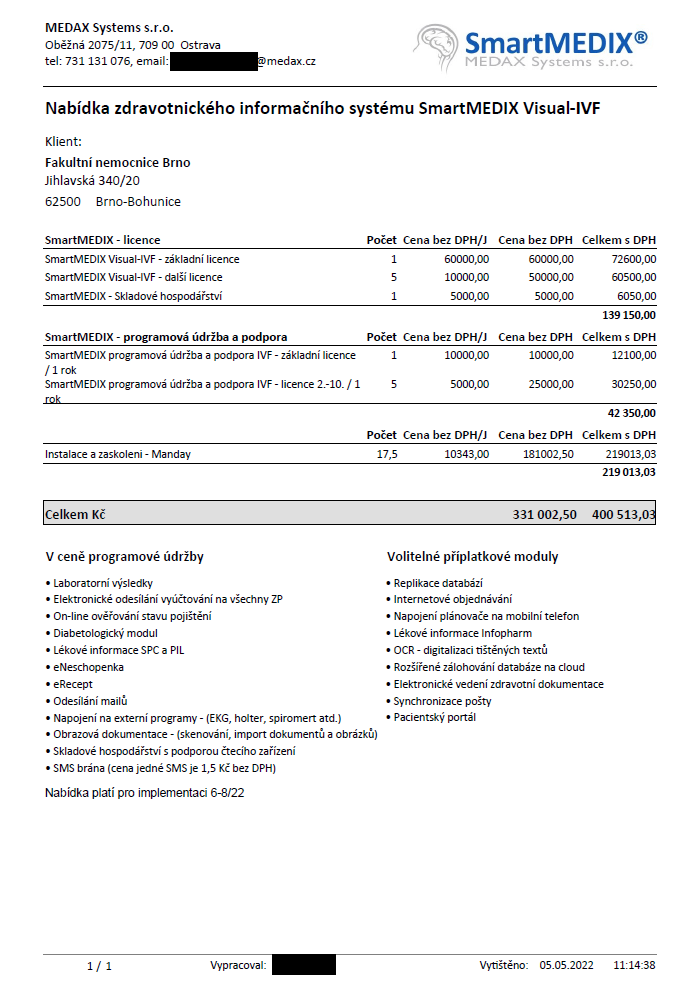 MEDAX Systems s.r.o.
Oběžná 2075/11, 709 00 Ostrava
tel: 731 131 076, email: @medax.cz
SmartMEDIX®
MEDAX Systems s.r.o.
Nabídka zdravotnického informačního systému SmartMEDIX Visual-IVF
Klient:
Fakultní nemocnice Brno
Jihlavská 340/20
62500 Brno-Bohunice
SmartMEDIX - licence Počet Cena bez DPH/J Cena bez DPH Celkem s DPH
SmartMEDIX Visual-IVF - základní licence 1 60000,00 60000,00 72600,00
SmartMEDIX Visual-IVF - další licence 5 10000,00 50000,00 60500,00
SmartMEDIX - Skladové hospodářství 1 5000,00 5000,00 6050,00
139 150,00
SmartMEDIX - programová údržba a podpora Počet Cena bez DPH/J Cena bez DPH Celkem s DPH
SmartMEDIX programová údržba a podpora IVF - základní licence 1 10000,00 10000,00 12100,00
/ 1 rok
SmartMEDIX programová údržba a podpora IVF - licence 2.-10. / 1 5 5000,00 25000,00 30250,00
rok
42 350,00
Počet Cena bez DPH/J Cena bez DPH Celkem s DPH
Instalace a zaskoleni - Manday 17,5 10343,00 181002,50 219013,03
219 013,03
Celkem Kč 331 002,50 400 513,03
V ceně programové údržby
• Laboratorní výsledky
• Elektronické odesílání vyúčtování na všechny ZP
• On-line ověřování stavu pojištění
• Diabetologický modul
• Lékové informace SPC a PIL
• eNeschopenka
• eRecept
• Odesílání mailů
• Napojení na externí programy - (EKG, holter, spiromert atd.)
• Obrazová dokumentace - (skenování, import dokumentů a obrázků)
• Skladové hospodářství s podporou čtecího zařízení
• SMS brána (cena jedné SMS je 1,5 Kč bez DPH)
Volitelné příplatkové moduly
• Replikace databází
• Internetové objednávání
• Napojení plánovače na mobilní telefon
• Lékové informace Infopharm
• OCR - digitalizaci tištěných textů
• Rozšířené zálohování databáze na cloud
• Elektronické vedení zdravotní dokumentace
• Synchronizace pošty
• Pacientský portál
Nabídka platí pro implementaci 6-8/22
1 / 1 Vypracoval: Vytištěno: 05.05.2022 11:14:38